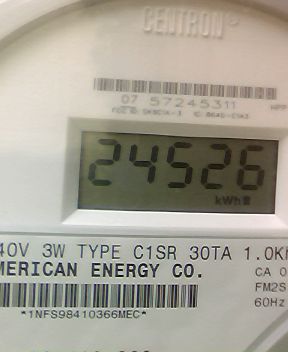 CENTRON®
07 57245311
24526
kWh
40V 3W TYPE C1SR 30TA 1.0K
MERICAN ENERGY CO.
CA 0
FM2S
60Hz
*1NFS98410366MEC*